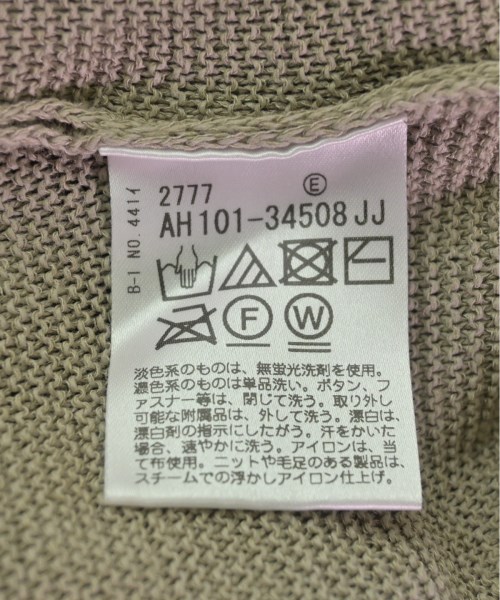 B-1 NO.441イ
2777 Ⓔ
AH101-34508JJ
F W
淡色系のものは、無蛍光洗剤を使用。
濃色系のものは単品洗い。ボタン、フ
ァスナー等は、閉じて洗う。取り外し
可能な附属品は、外して洗う。漂白は、
漂白剤の指示にしたがう。汗をかいた
場合、速やかに洗う。アイロンは、当
て布使用。ニットや毛足のある製品は、
スチームでの浮かしアイロン仕上げ。